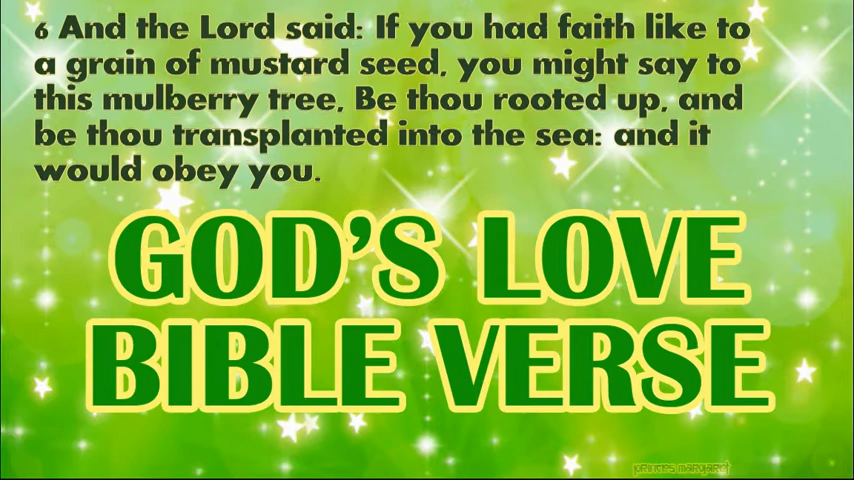 6 And the Lord said: If you had faith like to
a grain of mustard seed, you might say to
this mulberry tree, Be thou rooted up, and
be thou transplanted into the sea: and it
would obey you.
GOD'S LOVE
BIBLE VERSE
princes margaret